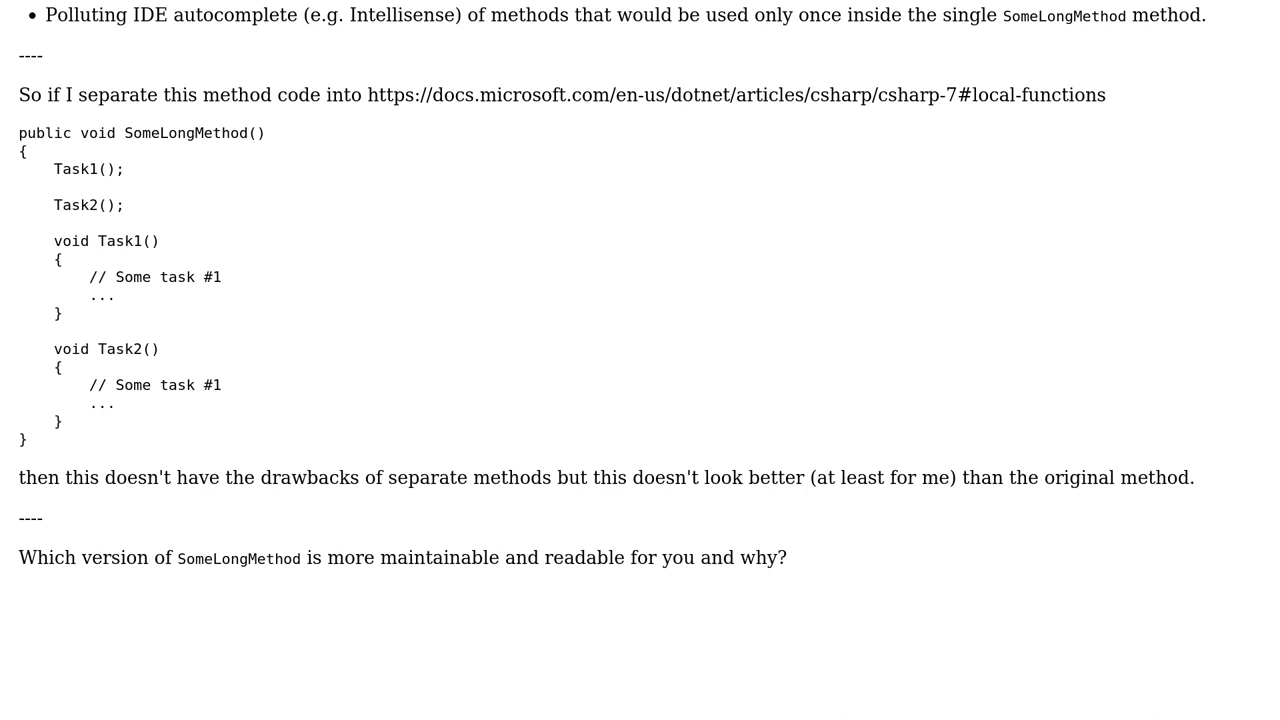 • Polluting IDE autocomplete (e.g. Intellisense) of methods that would be used only once inside the single SomeLongMethod method.
----
So if I separate this method code into https://docs.microsoft.com/en-us/dotnet/articles/csharp/csharp-7#local-functions
public void SomeLongMethod()
{
    Task1();

    Task2();

    void Task1()
    {
        // Some task #1
        ...
    }

    void Task2()
    {
        // Some task #1
        ...
    }
}
then this doesn't have the drawbacks of separate methods but this doesn't look better (at least for me) than the original method.
----
Which version of SomeLongMethod is more maintainable and readable for you and why?